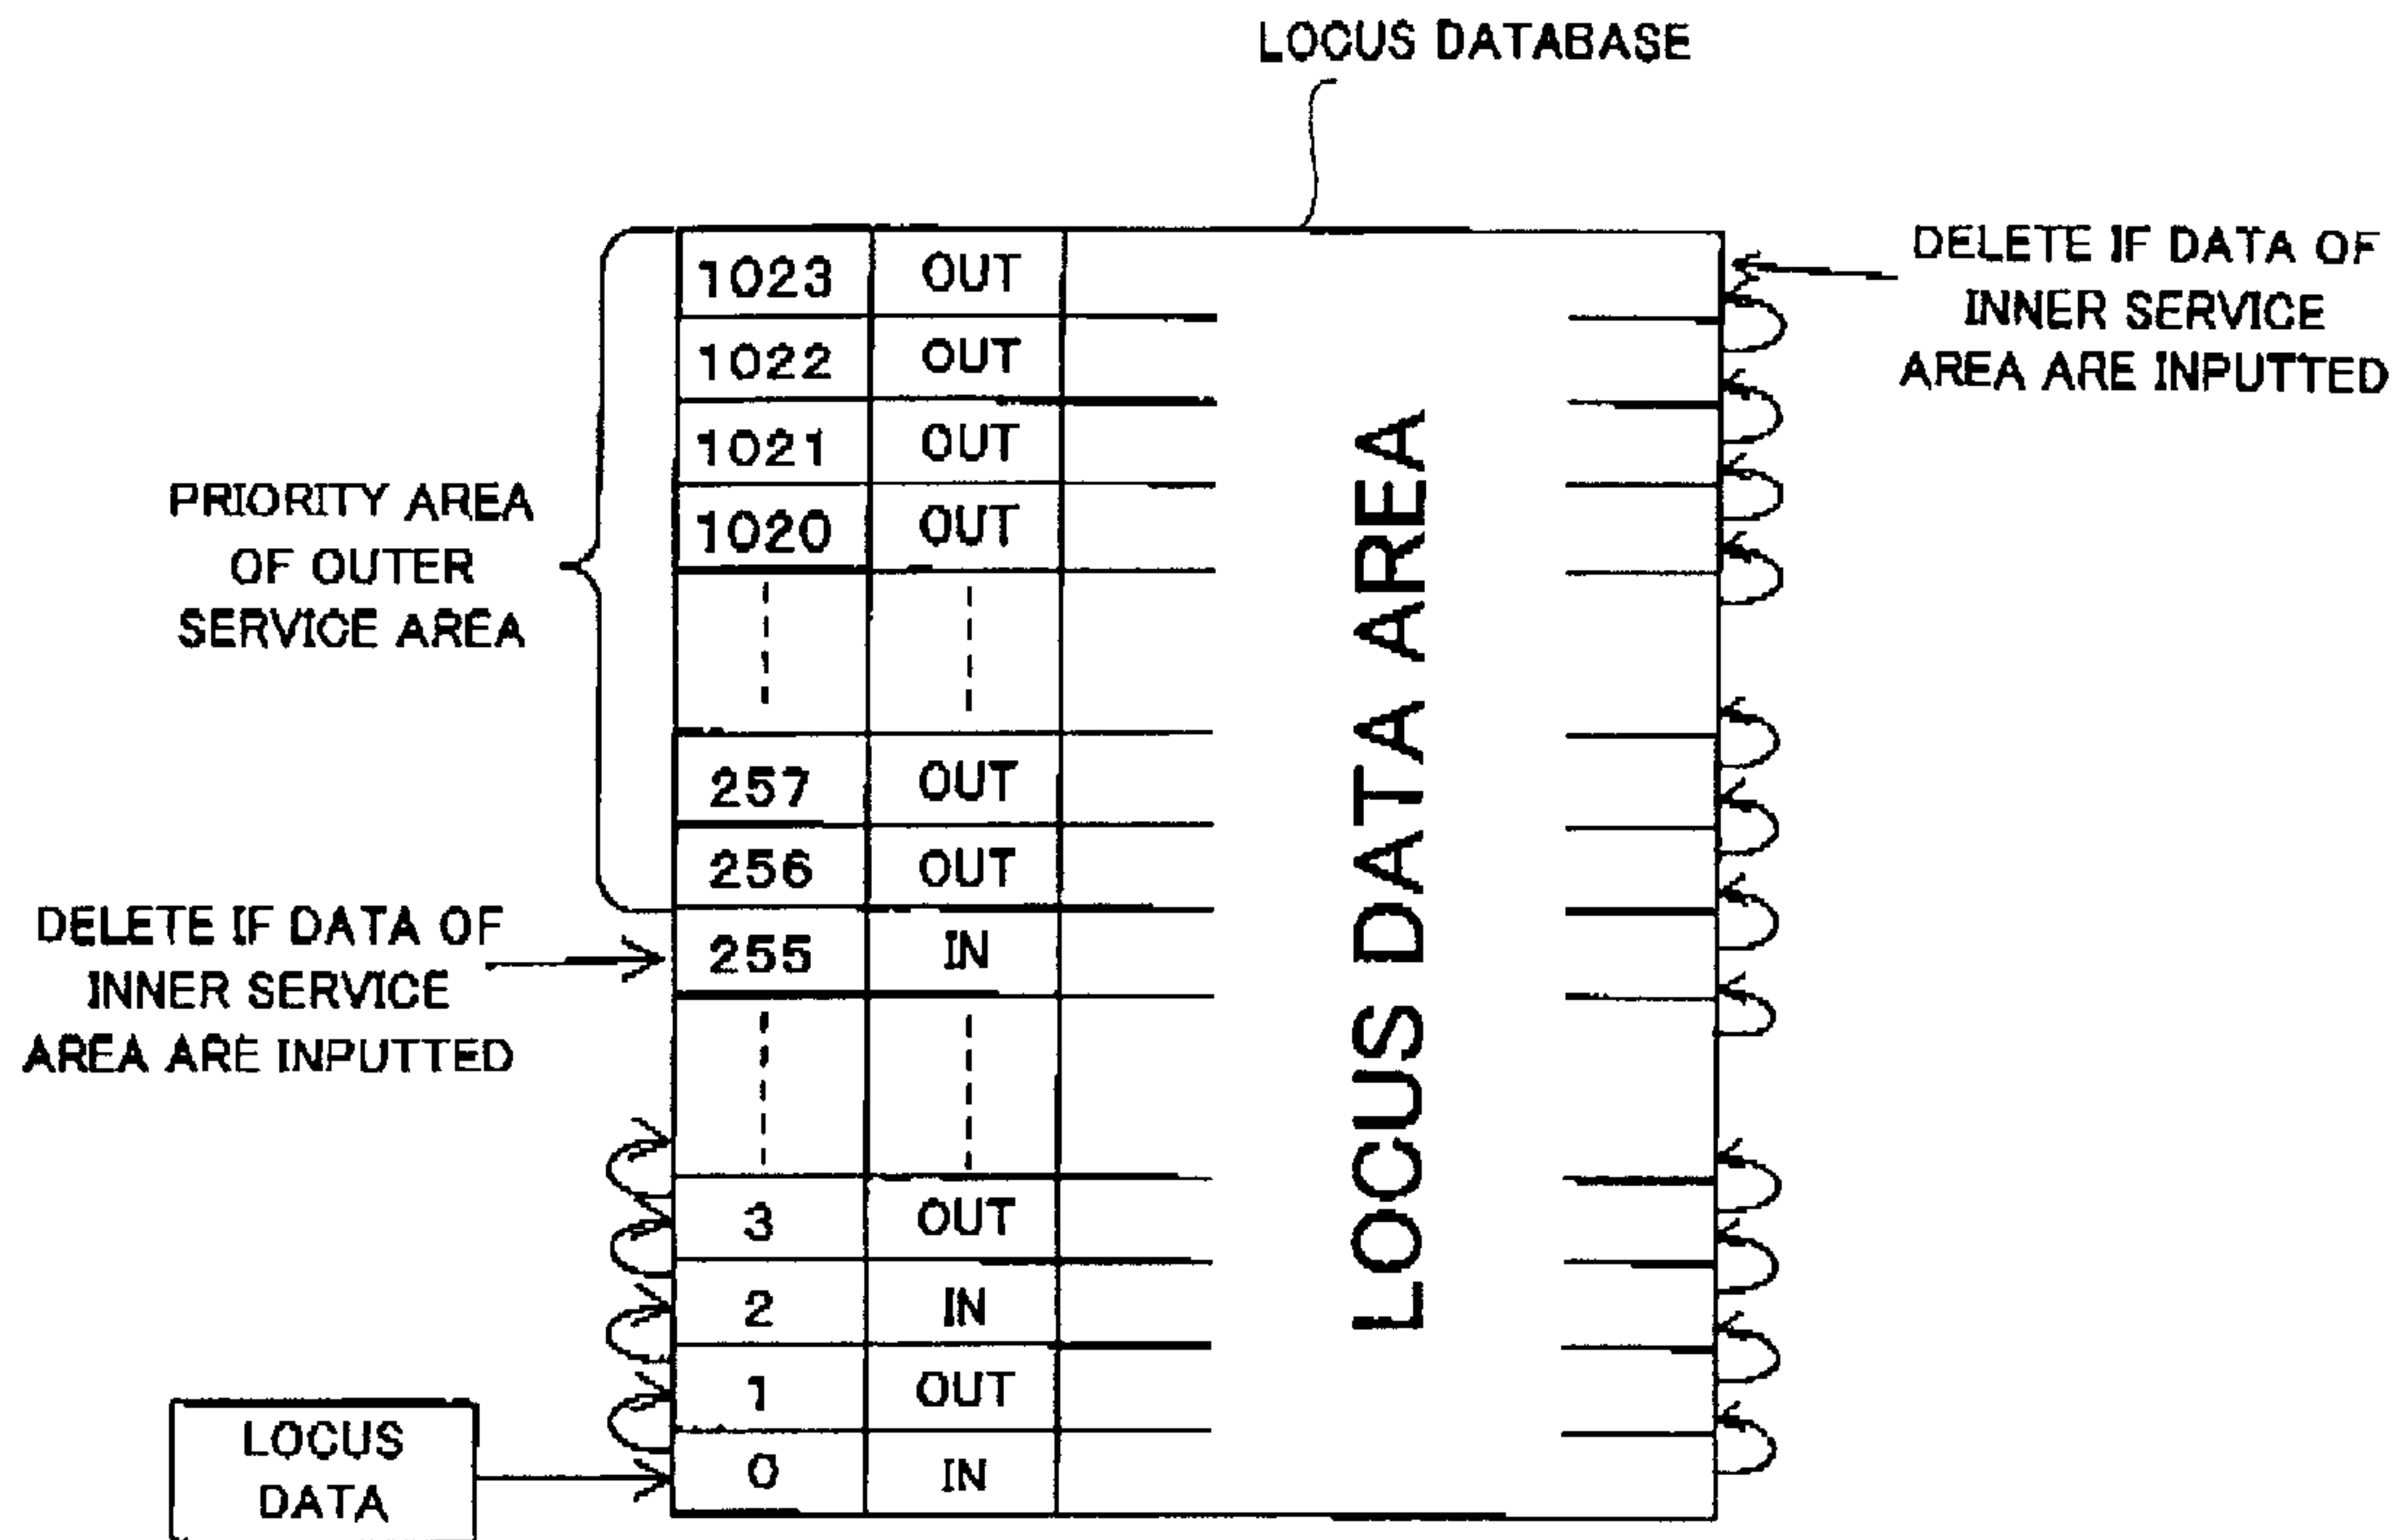 LOCUS DATABASE
DELETE IF DATA OF
INNER SERVICE
AREA ARE INPUTTED
PRIORITY AREA
OF OUTER
SERVICE AREA
1023 OUT
1022 OUT
1021 OUT
1020 OUT
257 OUT
256 OUT
255 IN
3 OUT
2 IN
1 OUT
0 IN
LOCUS DATA AREA
DELETE IF DATA OF
INNER SERVICE
AREA ARE INPUTTED
LOCUS
DATA